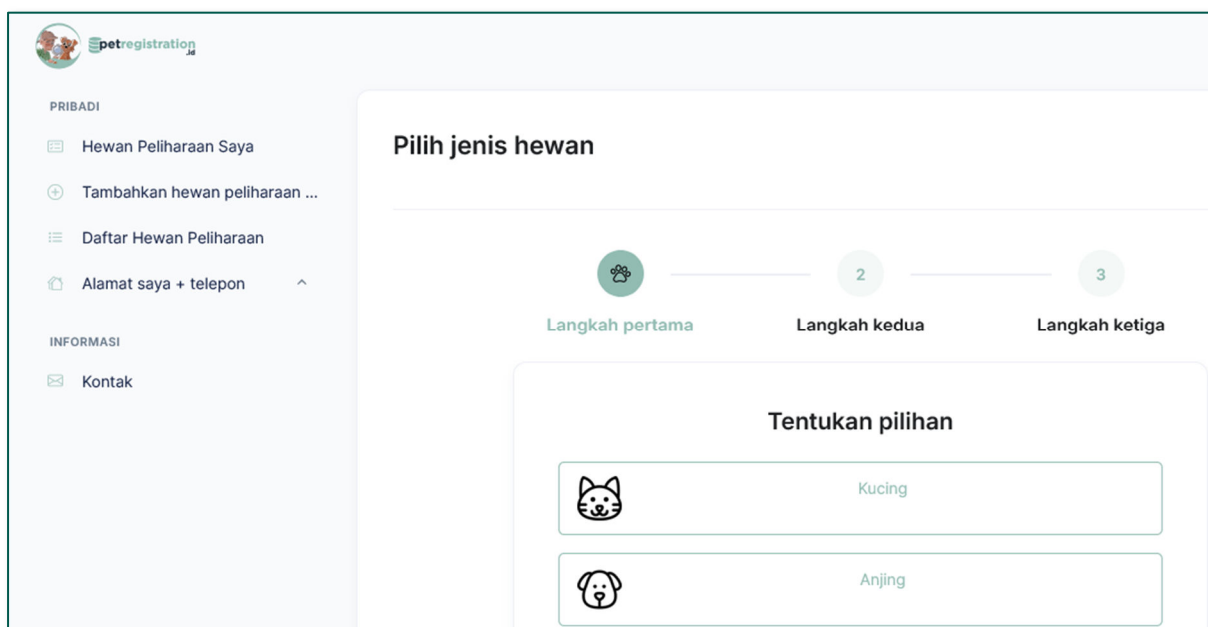 petregistration
.id
PRIBADI
Hewan Peliharaan Saya
Tambahkan hewan peliharaan ...
Daftar Hewan Peliharaan
Alamat saya + telepon
INFORMASI
Kontak
Pilih jenis hewan
2
3
Langkah pertama
Langkah kedua
Langkah ketiga
Tentukan pilihan
Kucing
Anjing